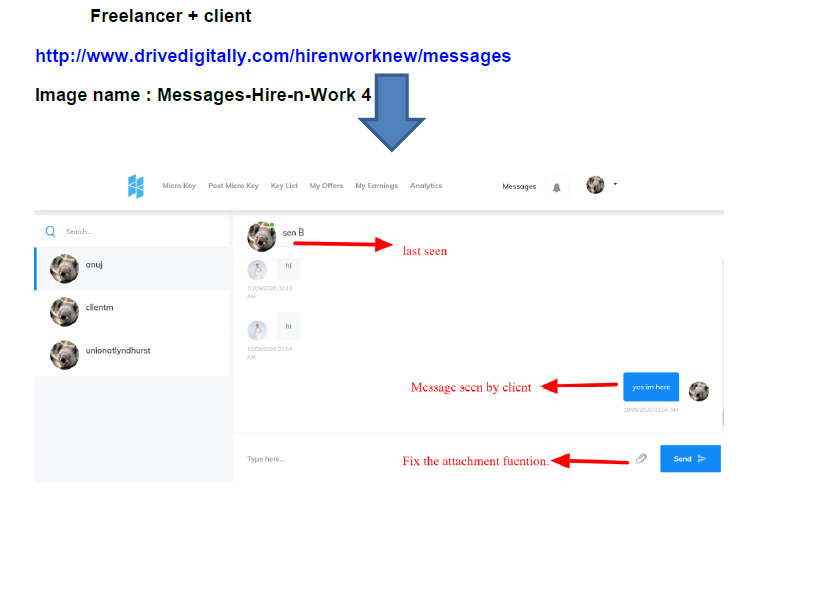 Freelancer + client
http://www.drivedigitally.com/hirenworknew/messages
Image name : Messages-Hire-n-Work 4
Micro Key Post Micro Key Key List My Offers My Earnings Analytics Messages
Search...
sen B
last seen
anuj
hi
10/09/2020 02:43
AM
clientm
hi
unionatlyndhurst
10/09/2020 03:54
AM
Message seen by client
yes im here
10/09/2020 03:54 AM
Type here...
Fix the attachment fucntion.
Send